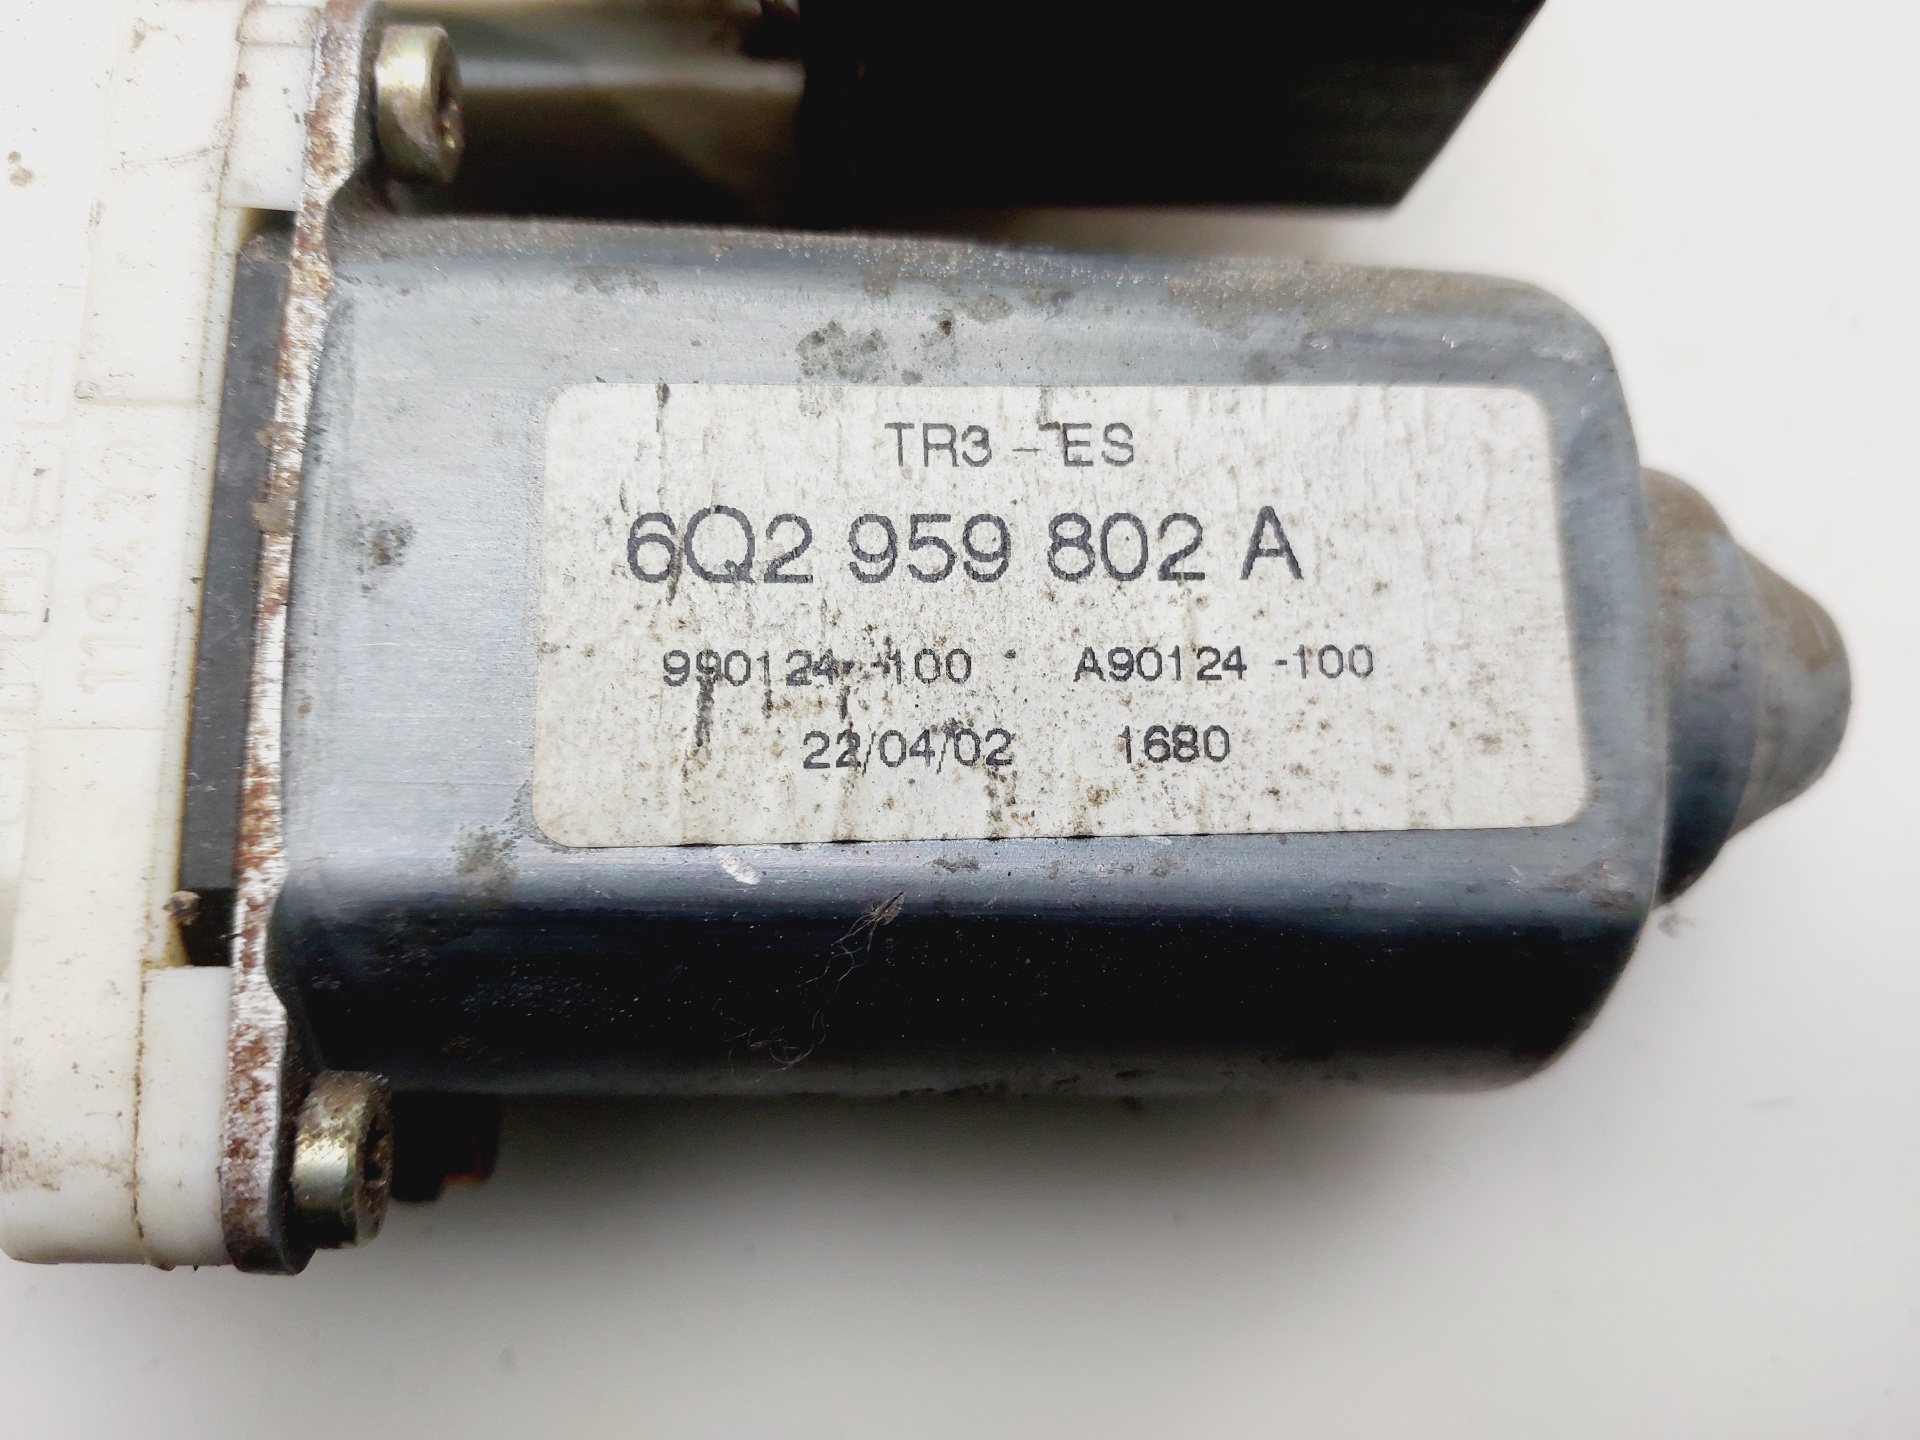 TR3 - ES
6Q2 959 802 A
990124 -100 A90124 -100
22/04/02 1680